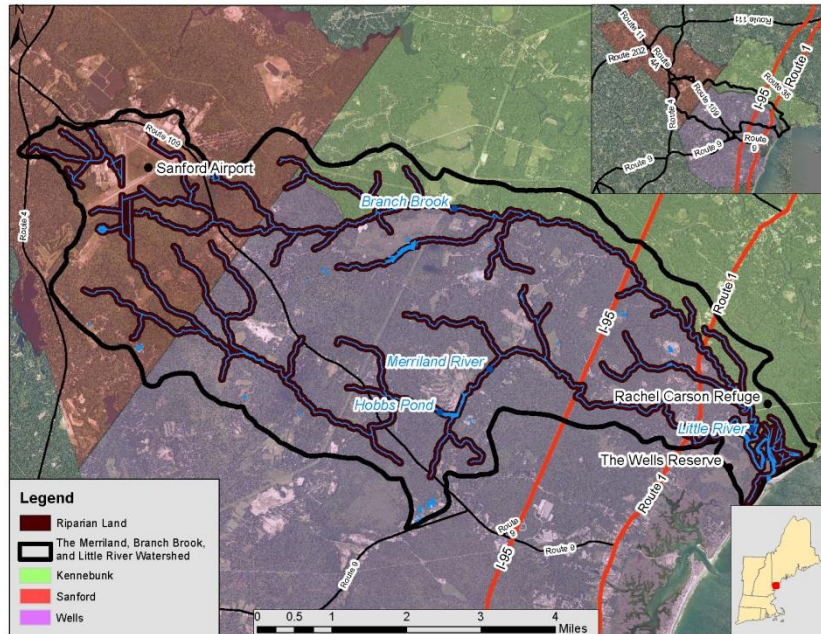 N
Route 4
Route 109
Sanford Airport
Branch Brook
Merriland River
Hobbs Pond
I-95
Route 1
Rachel Carson Refuge
Little River
The Wells Reserve
I-95
Route 1
Route
9
Route 9
Route 9
Route 11
Route 111
Route 202
Route
4A
Route 109
Route 4
Route 35
I-95
Route 1
Route
9
Route 9
Route 9
Legend
Riparian Land
The Merriland, Branch Brook,
and Little River Watershed
Kennebunk
Sanford
Wells
0 0.5 1 2 3 4
Miles